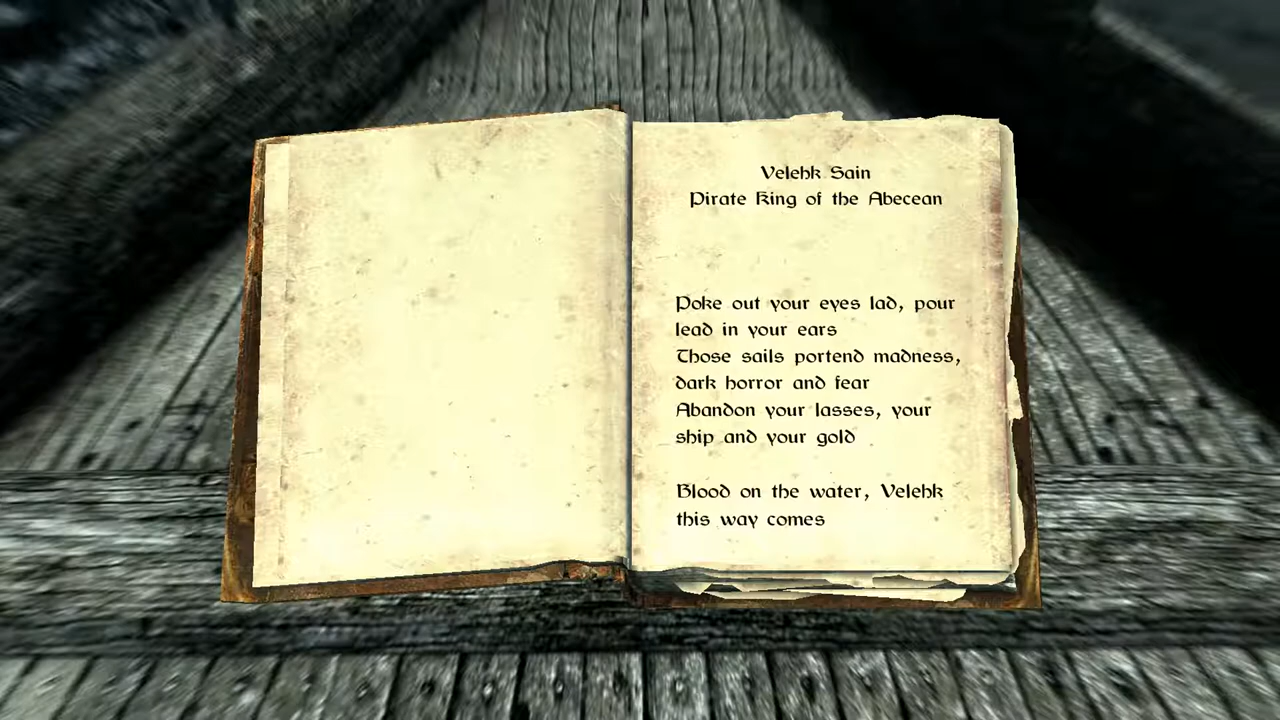 Velehk Sain
Pirate King of the Abecean
Poke out your eyes lad, pour
lead in your ears
Those sails portend madness,
dark horror and fear
Abandon your lasses, your
ship and your gold
Blood on the water, Velehk
this way comes